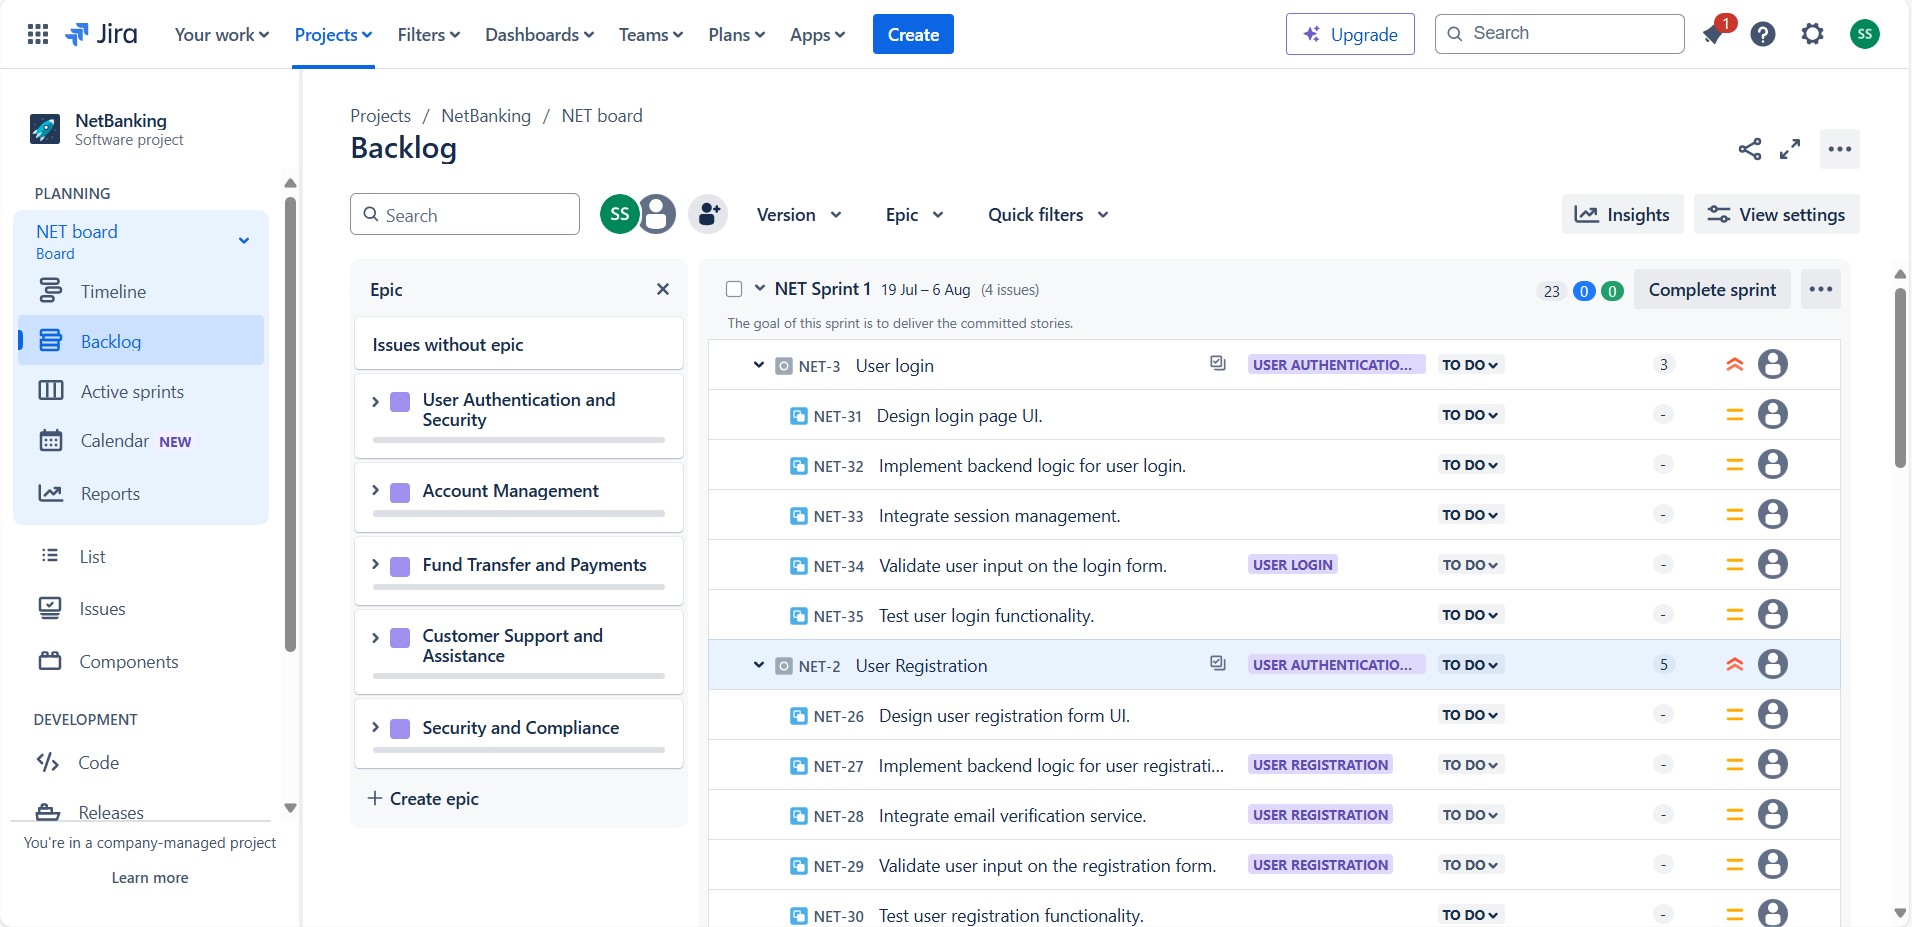 Jira Your work Projects Filters Dashboards Teams Plans Apps Create Upgrade Search 1 SS
NetBanking
Software project
PLANNING
NET board
Board
Timeline
Backlog
Active sprints
Calendar NEW
Reports
List
Issues
Components
DEVELOPMENT
Code
Releases
You're in a company-managed project
Learn more
Projects / NetBanking / NET board
Backlog
Search SS Version Epic Quick filters Insights View settings
Epic
Issues without epic
User Authentication and
Security
Account Management
Fund Transfer and Payments
Customer Support and
Assistance
Security and Compliance
Create epic
NET Sprint 1 19 Jul – 6 Aug (4 issues) 23 0 0 Complete sprint
The goal of this sprint is to deliver the committed stories.
NET-3 User login USER AUTHENTICATIO... TO DO 3
NET-31 Design login page UI. TO DO -
NET-32 Implement backend logic for user login. TO DO -
NET-33 Integrate session management. TO DO -
NET-34 Validate user input on the login form. USER LOGIN TO DO -
NET-35 Test user login functionality. TO DO -
NET-2 User Registration USER AUTHENTICATIO... TO DO 5
NET-26 Design user registration form UI. TO DO -
NET-27 Implement backend logic for user registrati... USER REGISTRATION TO DO -
NET-28 Integrate email verification service. USER REGISTRATION TO DO -
NET-29 Validate user input on the registration form. USER REGISTRATION TO DO -
NET-30 Test user registration functionality. TO DO -